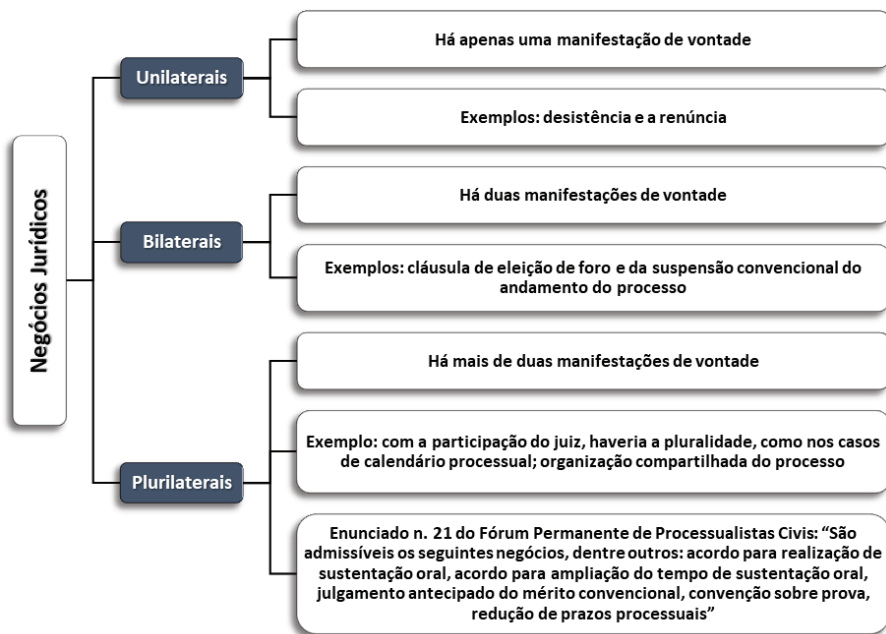 Negócios Jurídicos
Unilaterais
Há apenas uma manifestação de vontade
Exemplos: desistência e a renúncia
Bilaterais
Há duas manifestações de vontade
Exemplos: cláusula de eleição de foro e da suspensão convencional do
andamento do processo
Plurilaterais
Há mais de duas manifestações de vontade
Exemplo: com a participação do juiz, haveria a pluralidade, como nos casos
de calendário processual; organização compartilhada do processo
Enunciado n. 21 do Fórum Permanente de Processualistas Civis: “São
admissíveis os seguintes negócios, dentre outros: acordo para realização de
sustentação oral, acordo para ampliação do tempo de sustentação oral,
julgamento antecipado do mérito convencional, convenção sobre prova,
redução de prazos processuais”